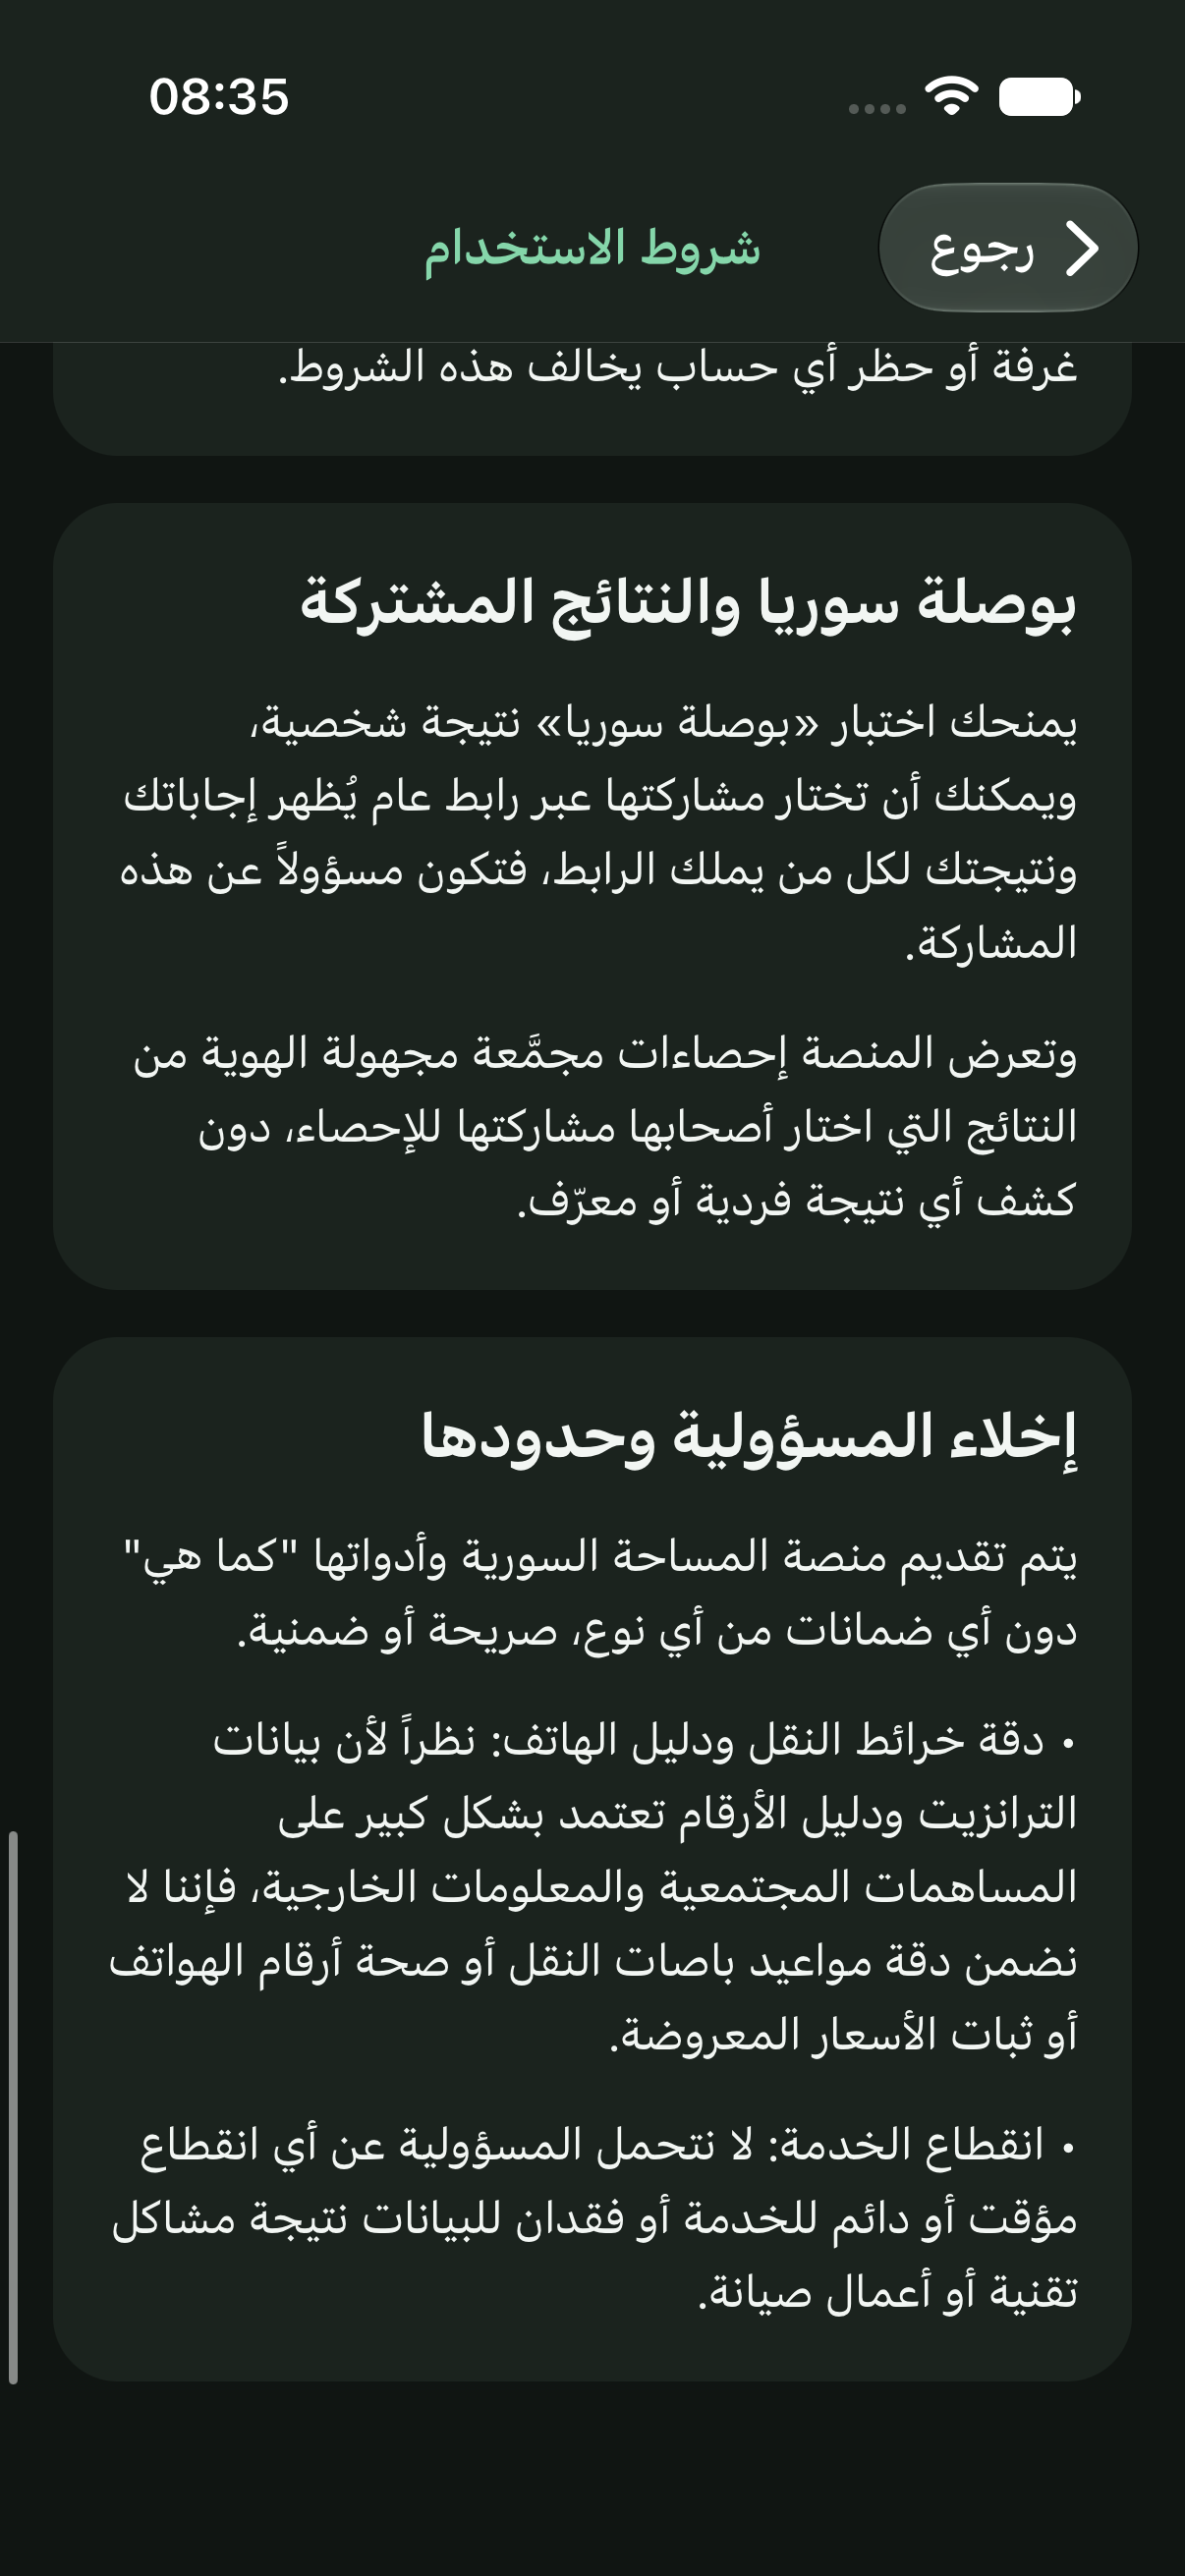 08:35
رجوع
شروط الاستخدام
غرفة أو حظر أي حساب يخالف هذه الشروط.
بوصلة سوريا والنتائج المشتركة
يمنحك اختبار «بوصلة سوريا» نتيجة شخصية،
ويمكنك أن تختار مشاركتها عبر رابط عام يُظهر إجاباتك
ونتيجتك لكل من يملك الرابط، فتكون مسؤولاً عن هذه
المشاركة.
وتعرض المنصة إحصاءات مجمَّعة مجهولة الهوية من
النتائج التي اختار أصحابها مشاركتها للإحصاء، دون
كشف أي نتيجة فردية أو معرّف.
إخلاء المسؤولية وحدودها
يتم تقديم منصة المساحة السورية وأدواتها "كما هي"
دون أي ضمانات من أي نوع، صريحة أو ضمنية.
• دقة خرائط النقل ودليل الهاتف: نظراً لأن بيانات
الترانزيت ودليل الأرقام تعتمد بشكل كبير على
المساهمات المجتمعية والمعلومات الخارجية، فإننا لا
نضمن دقة مواعيد باصات النقل أو صحة أرقام الهواتف
أو ثبات الأسعار المعروضة.
• انقطاع الخدمة: لا نتحمل المسؤولية عن أي انقطاع
مؤقت أو دائم للخدمة أو فقدان للبيانات نتيجة مشاكل
تقنية أو أعمال صيانة.